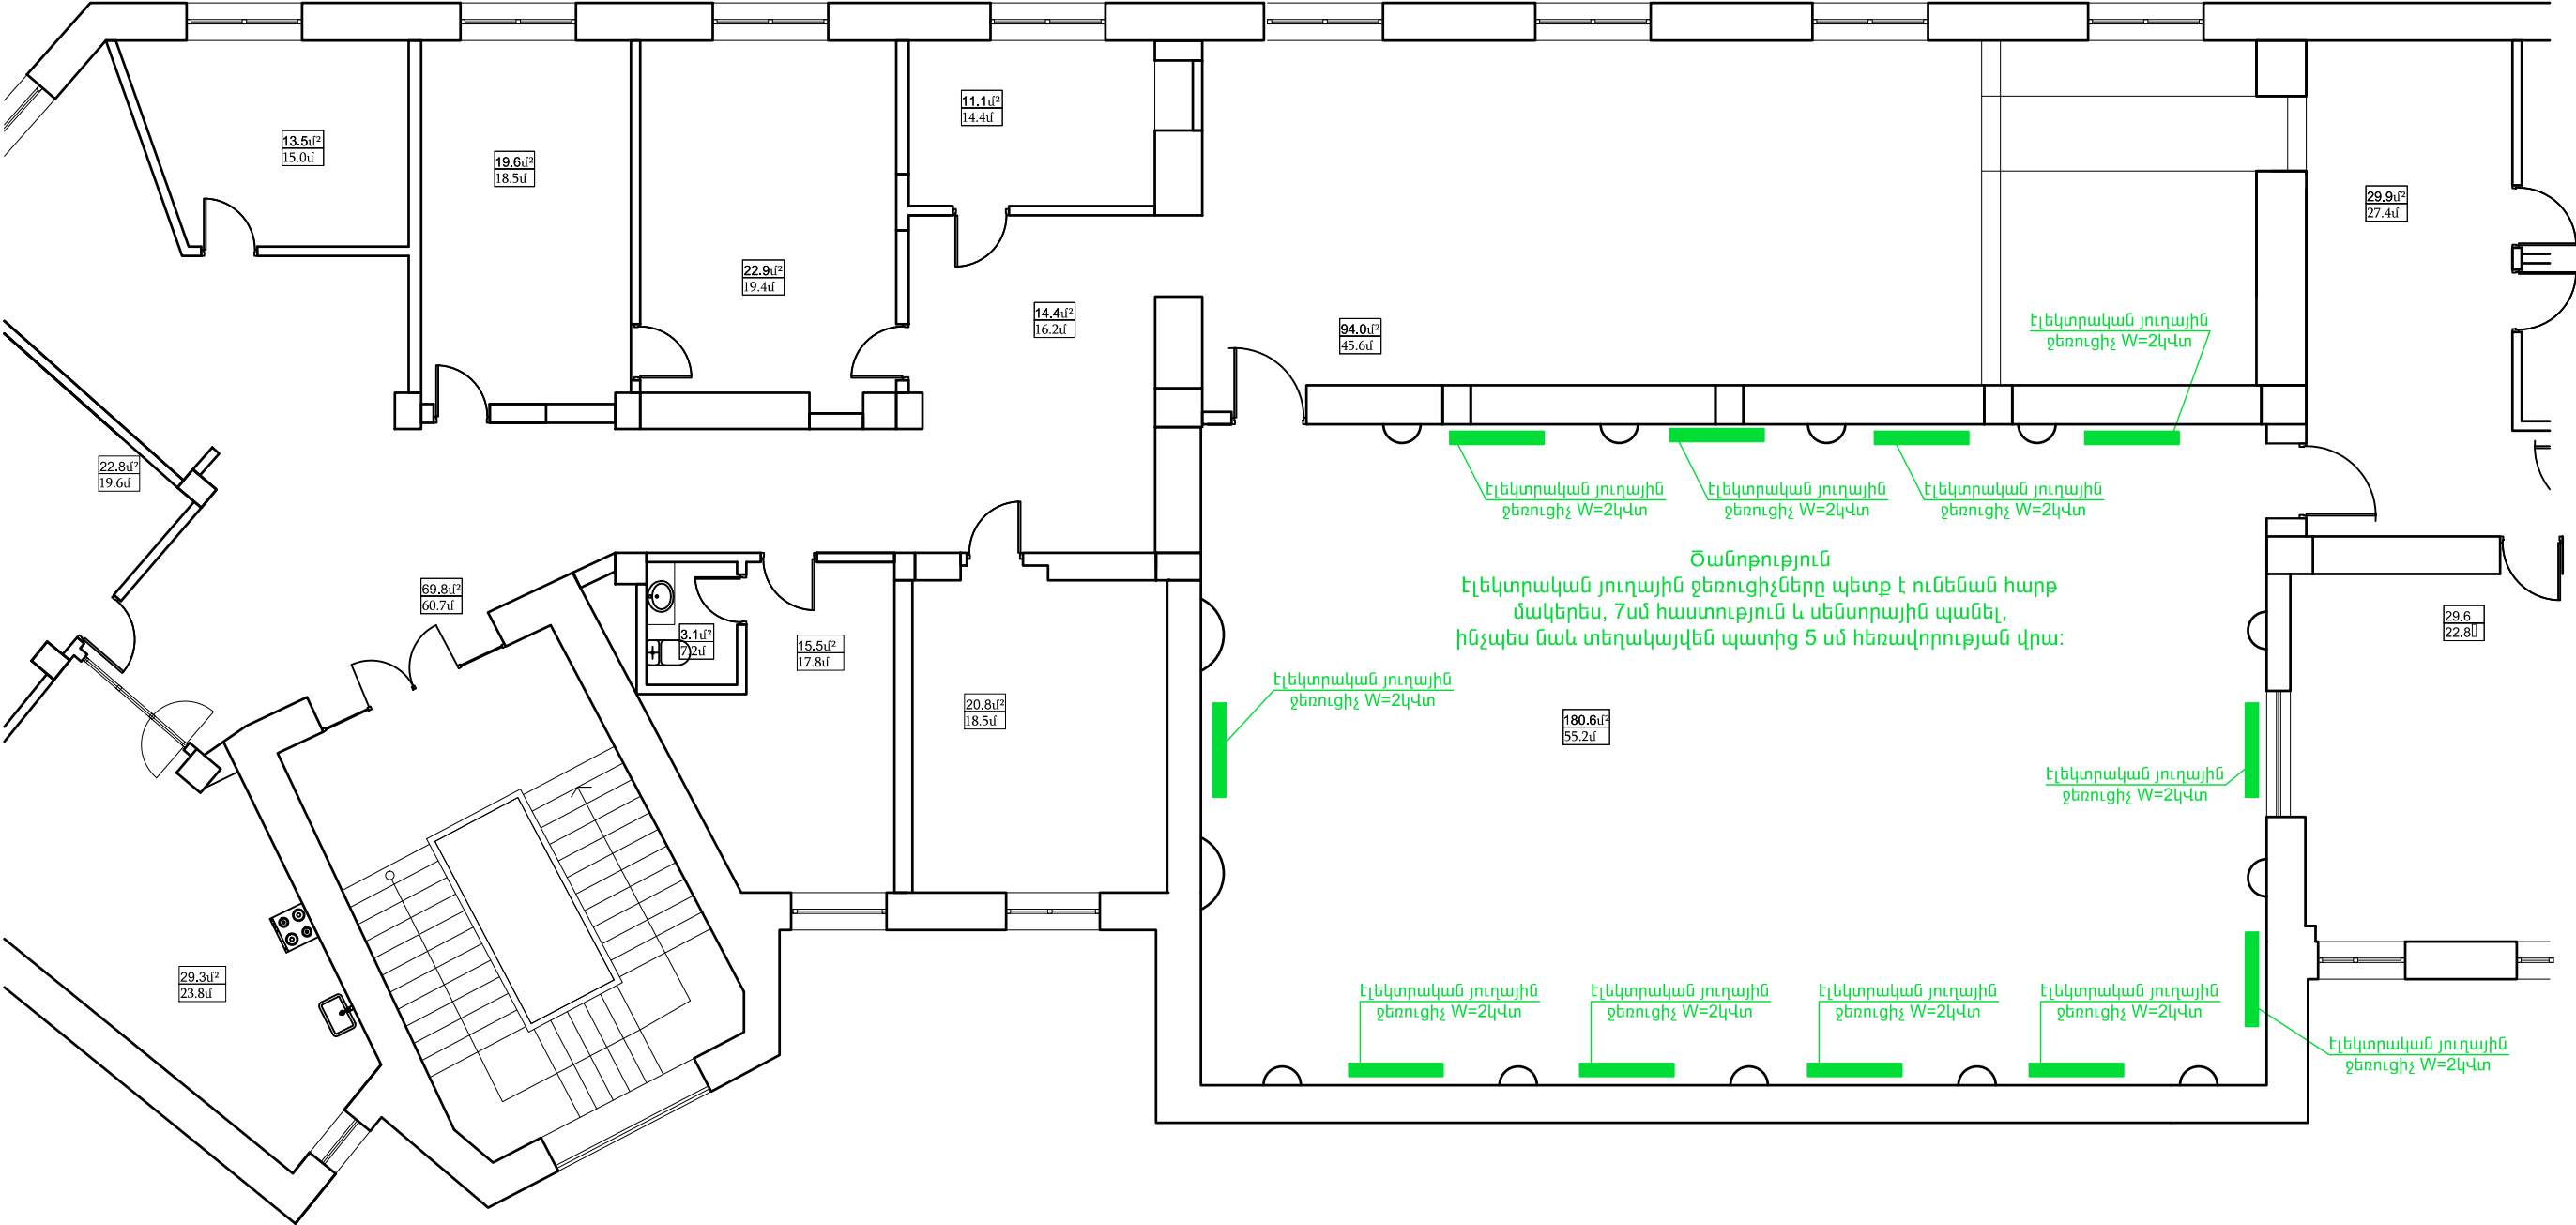 11.1մ²
14.4մ
13.5մ²
15.0մ
19.6մ²
18.5մ
29.9մ²
27.4մ
22.9մ²
19.4մ
14.4մ²
16.2մ
94.0մ²
45.6մ
էլեկտրական յուղային
ջեռուցիչ W=2կՎտ
22.8մ²
19.6մ
էլեկտրական յուղային
ջեռուցիչ W=2կՎտ
էլեկտրական յուղային
ջեռուցիչ W=2կՎտ
էլեկտրական յուղային
ջեռուցիչ W=2կՎտ
Ծանոթություն
էլեկտրական յուղային ջեռուցիչները պետք է ունենան հարթ
մակերես, 7սմ հաստություն և սենսորային պանել,
ինչպես նաև տեղակայվեն պատից 5 սմ հեռավորության վրա:
69.8մ²
60.7մ
3.1մ²
7.2մ
15.5մ²
17.8մ
29.6
22.8
էլեկտրական յուղային
ջեռուցիչ W=2կՎտ
20.8մ²
18.5մ
180.6մ²
55.2մ
էլեկտրական յուղային
ջեռուցիչ W=2կՎտ
29.3մ²
23.8մ
էլեկտրական յուղային
ջեռուցիչ W=2կՎտ
էլեկտրական յուղային
ջեռուցիչ W=2կՎտ
էլեկտրական յուղային
ջեռուցիչ W=2կՎտ
էլեկտրական յուղային
ջեռուցիչ W=2կՎտ
էլեկտրական յուղային
ջեռուցիչ W=2կՎտ